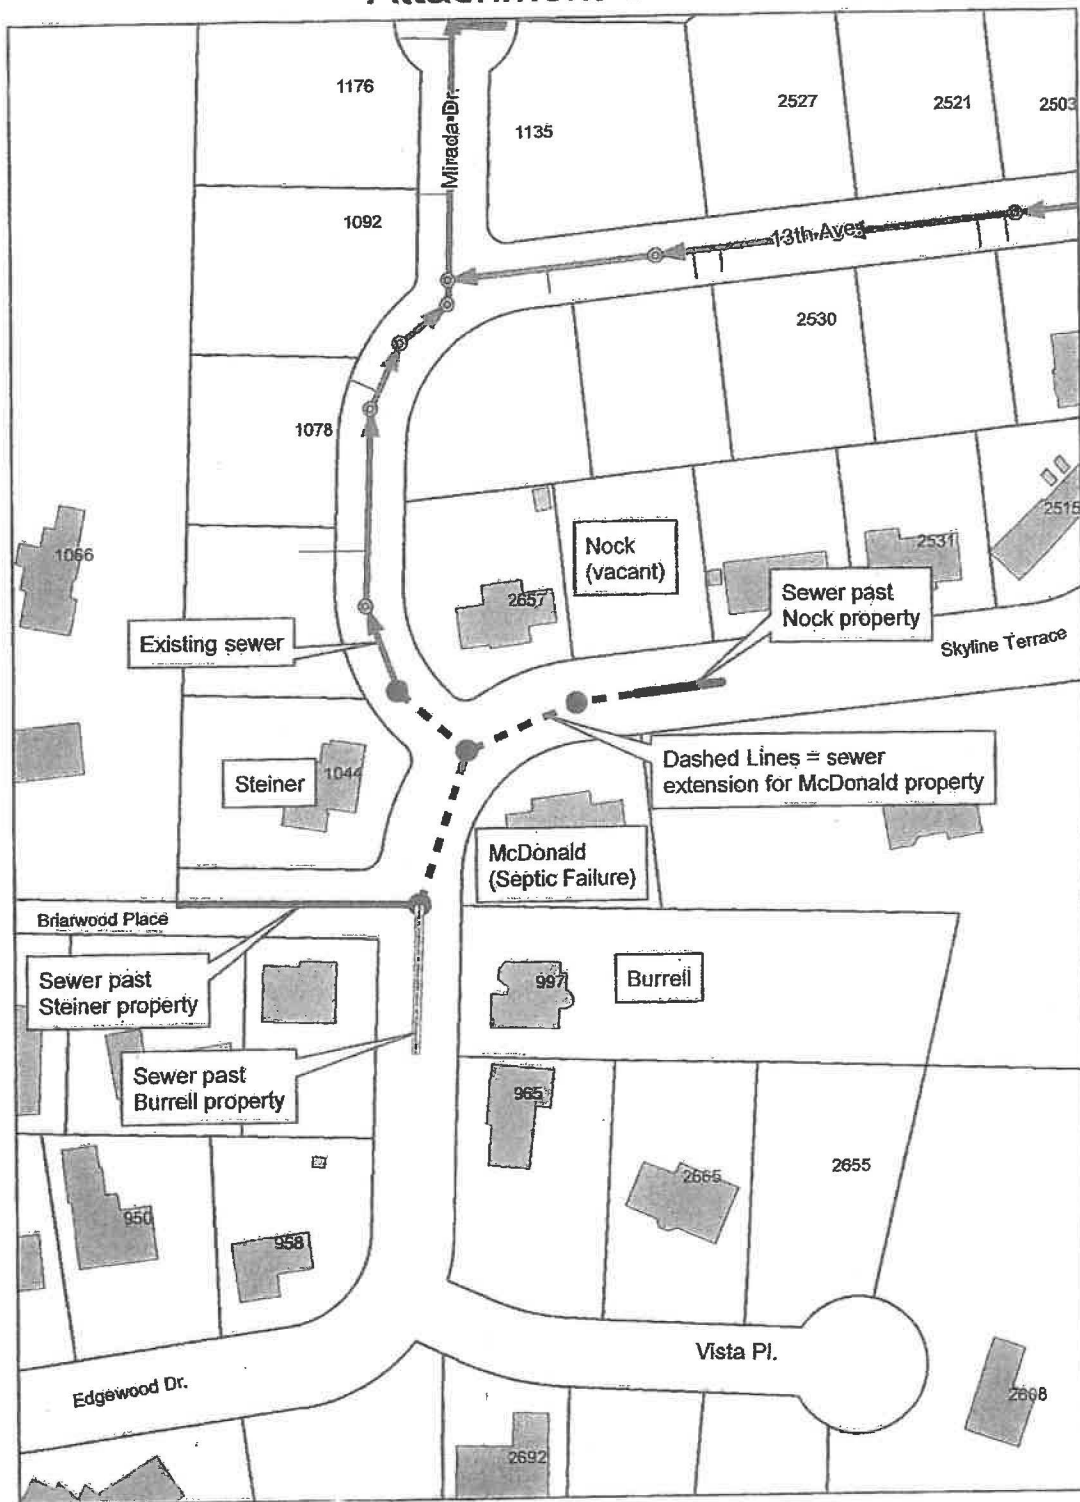 1176
Mirada Dr.
1135
2527
2521
2503
1092
13th Ave
2530
1078
2515
1066
Nock
(vacant)
2531
2657
Sewer past
Nock property
Existing sewer
Skyline Terrace
Steiner
1044
Dashed Lines = sewer
extension for McDonald property
McDonald
(Septic Failure)
Briarwood Place
Sewer past
Steiner property
997
Burrell
Sewer past
Burrell property
965
2665
2655
950
958
Vista Pl.
Edgewood Dr.
2608
2692